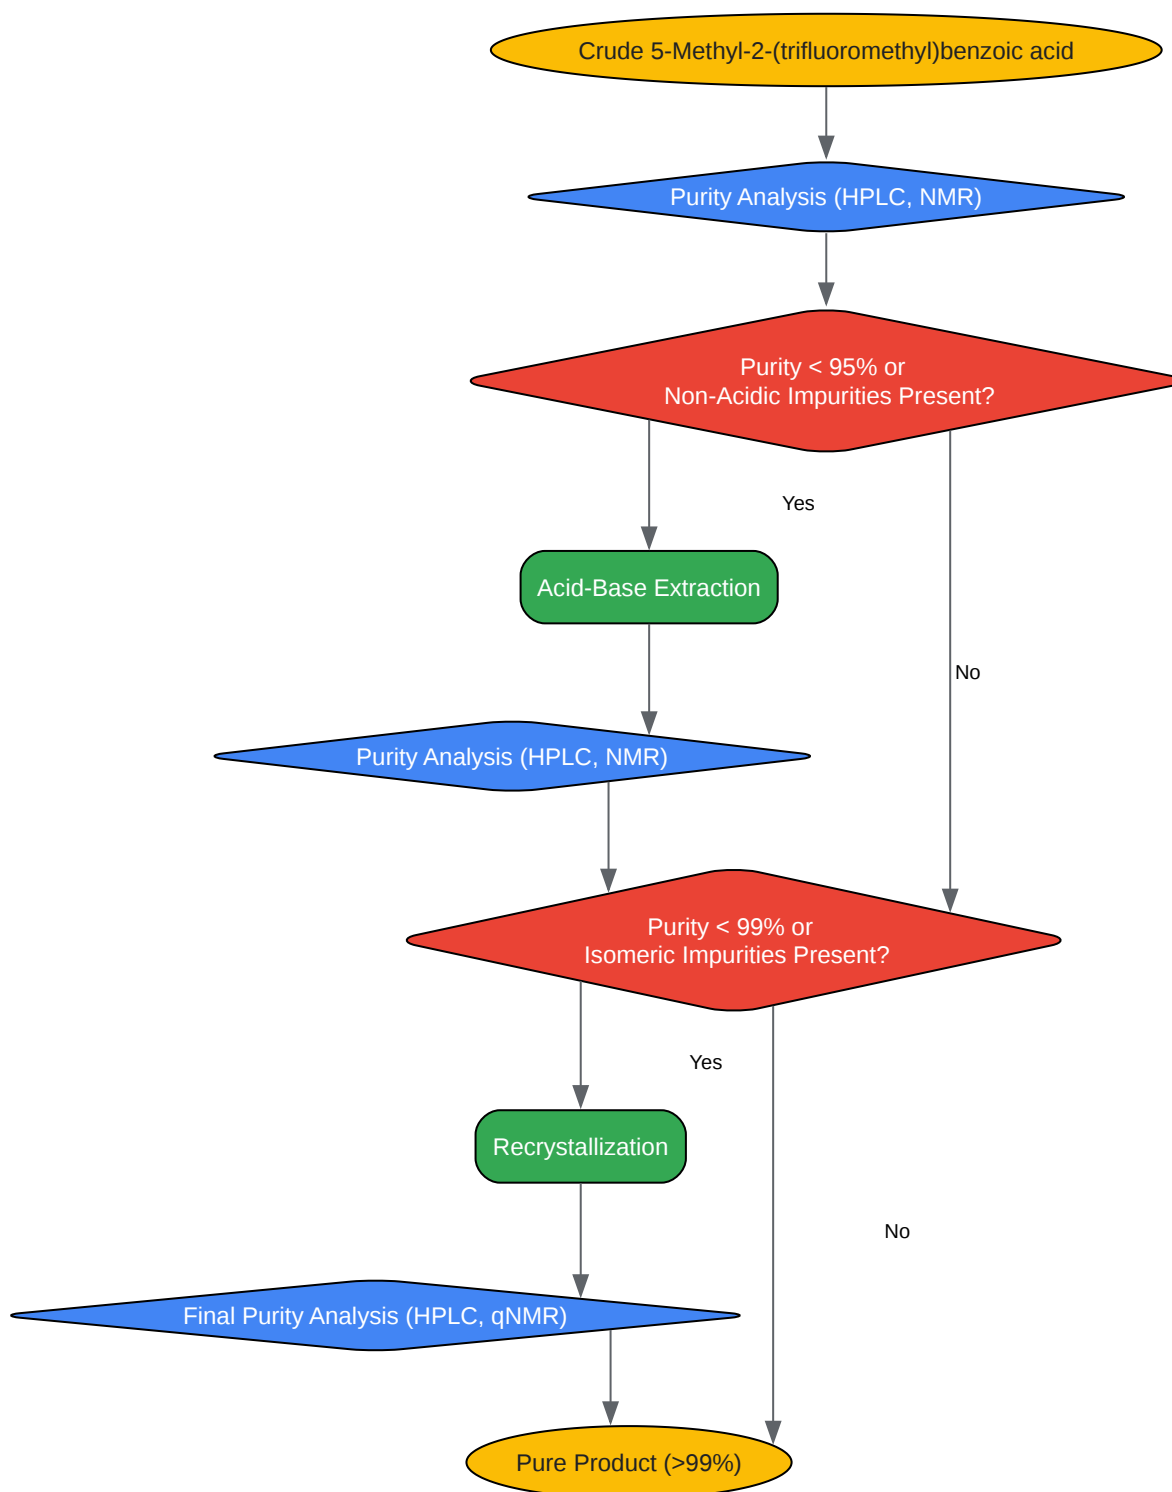 Crude 5-Methyl-2-(trifluoromethyl)benzoic acid
Purity Analysis (HPLC, NMR)
Purity < 95% or
Non-Acidic Impurities Present?
Yes
Acid-Base Extraction
No
Purity Analysis (HPLC, NMR)
Purity < 99% or
Isomeric Impurities Present?
Yes
Recrystallization
No
Final Purity Analysis (HPLC, qNMR)
Pure Product (>99%)